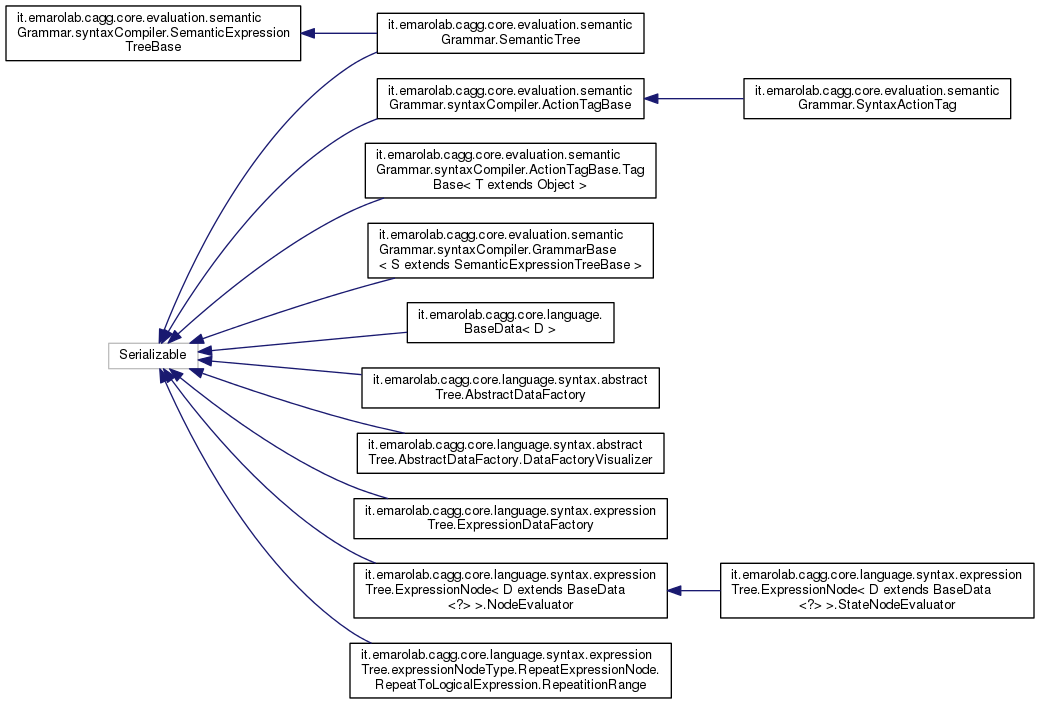 it.emarolab.cagg.core.evaluation.semantic
Grammar.syntaxCompiler.SemanticExpression
TreeBase
it.emarolab.cagg.core.evaluation.semantic
Grammar.SemanticTree
it.emarolab.cagg.core.evaluation.semantic
Grammar.syntaxCompiler.ActionTagBase
it.emarolab.cagg.core.evaluation.semantic
Grammar.SyntaxActionTag
it.emarolab.cagg.core.evaluation.semantic
Grammar.syntaxCompiler.ActionTagBase.Tag
Base< T extends Object >
it.emarolab.cagg.core.evaluation.semantic
Grammar.syntaxCompiler.GrammarBase
< S extends SemanticExpressionTreeBase >
it.emarolab.cagg.core.language.
BaseData< D >
Serializable
it.emarolab.cagg.core.language.syntax.abstract
Tree.AbstractDataFactory
it.emarolab.cagg.core.language.syntax.abstract
Tree.AbstractDataFactory.DataFactoryVisualizer
it.emarolab.cagg.core.language.syntax.expression
Tree.ExpressionDataFactory
it.emarolab.cagg.core.language.syntax.expression
Tree.ExpressionNode< D extends BaseData
<?> >.NodeEvaluator
it.emarolab.cagg.core.language.syntax.expression
Tree.ExpressionNode< D extends BaseData
<?> >.StateNodeEvaluator
it.emarolab.cagg.core.language.syntax.expression
Tree.expressionNodeType.RepeatExpressionNode.
RepeatToLogicalExpression.RepeatitionRange